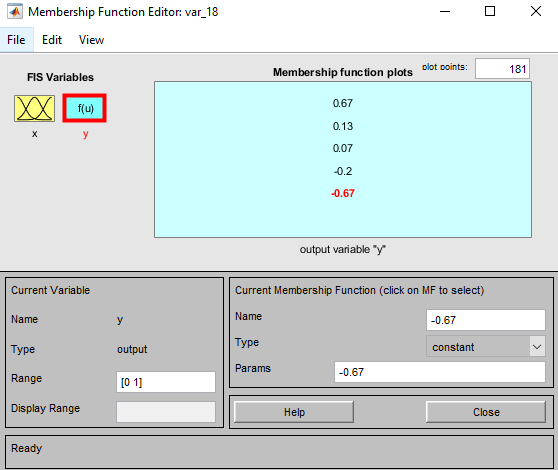 Membership Function Editor: var_18
File Edit View
FIS Variables
f(u)
x
y
Membership function plots
plot points:
181
0.67
0.13
0.07
-0.2
-0.67
output variable "y"
Current Variable
Name y
Type output
Range [0 1]
Display Range
Current Membership Function (click on MF to select)
Name -0.67
Type constant
Params -0.67
Help
Close
Ready